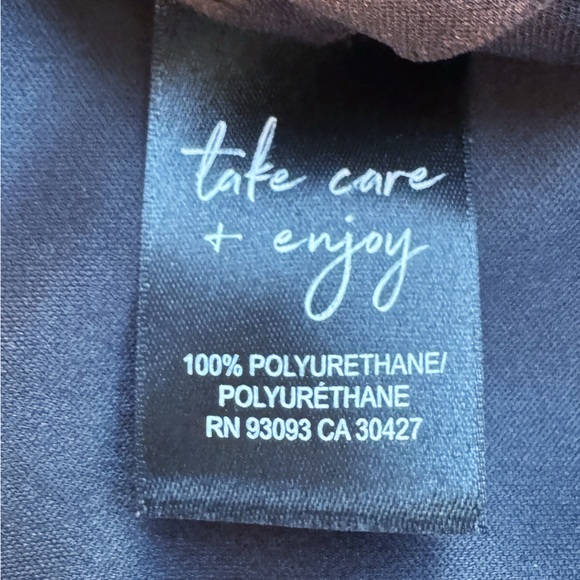 take care
+ enjoy
100% POLYURETHANE/
POLYURÉTHANE
RN 93093 CA 30427